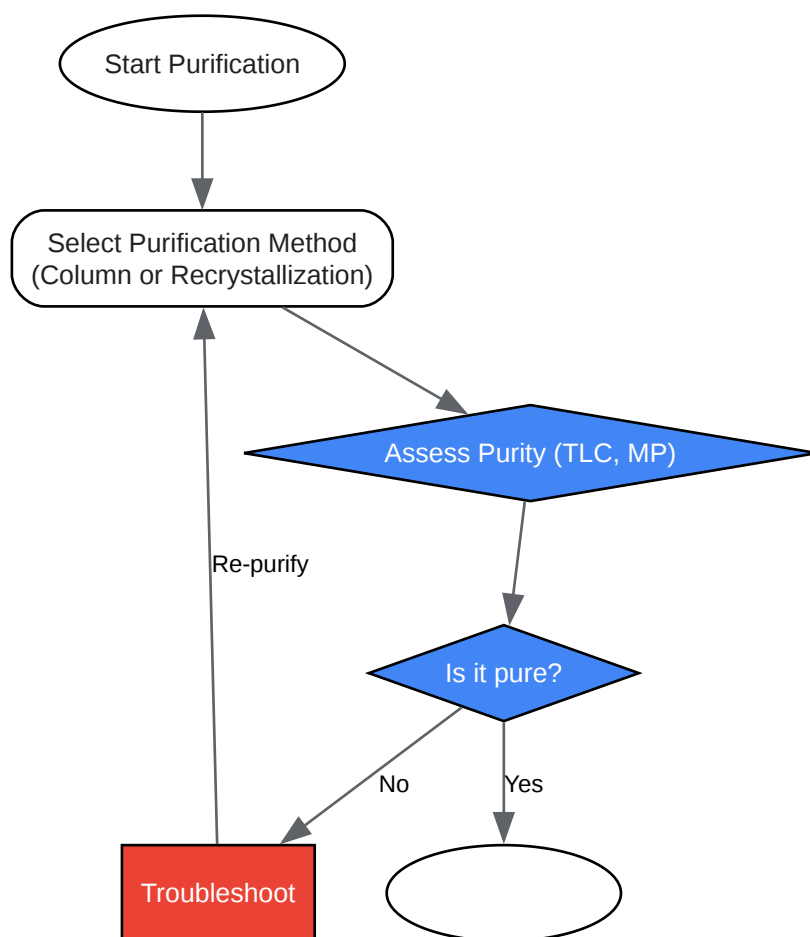 Start Purification
Select Purification Method
(Column or Recrystallization)
Assess Purity (TLC, MP)
Re-purify
Is it pure?
No
Yes
Troubleshoot